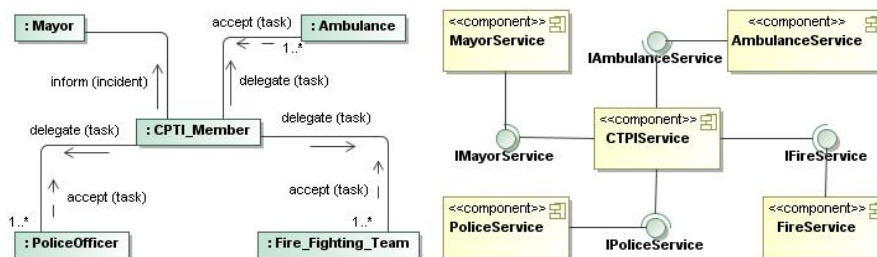 : Mayor
accept (task)
: Ambulance
1..*
inform (incident)
delegate (task)
delegate (task)
: CPTI_Member
delegate (task)
accept (task)
accept (task)
1..*
1..*
: PoliceOfficer
: Fire_Fighting_Team
<<component>>
MayorService
<<component>>
AmbulanceService
IAmbulanceService
<<component>>
CTPIService
IMayorService
IFireService
<<component>>
PoliceService
<<component>>
FireService
IPoliceService